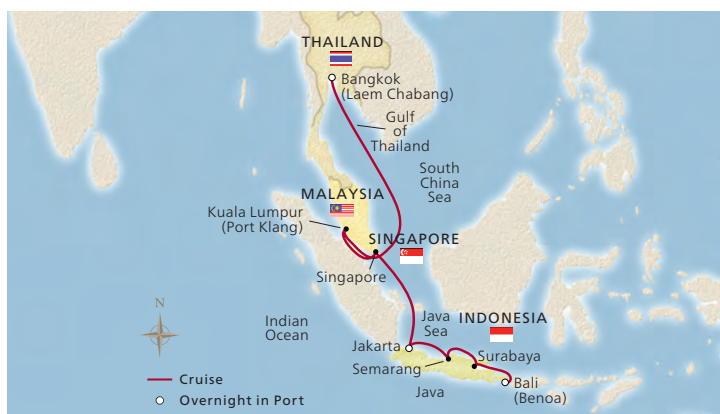 THAILAND
Bangkok
(Laem Chabang)
Gulf
of
Thailand
South
China
Sea
MALAYSIA
Kuala Lumpur
(Port Klang)
SINGAPORE
Singapore
N
Indian
Ocean
Java
Sea
INDONESIA
Jakarta
Surabaya
Semarang
Java
Bali
(Benoa)
Cruise
Overnight in Port